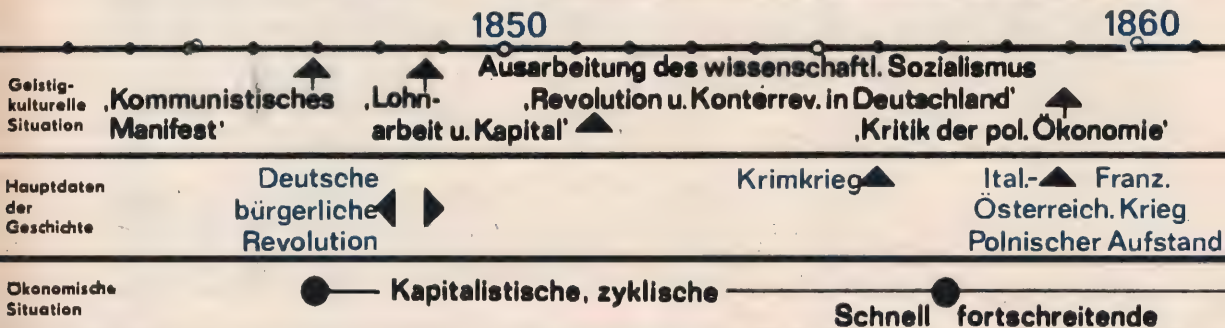 1850
1860
Geistig-
kulturelle
Situation
Ausarbeitung des wissenschaftl. Sozialismus
‚Kommunistisches
Manifest‘
‚Lohn-
arbeit u. Kapital‘
‚Revolution u. Konterrev. in Deutschland‘
‚Kritik der pol. Ökonomie‘
Hauptdaten
der
Geschichte
Deutsche
bürgerliche
Revolution
Krimkrieg
Ital.- Franz.
Österreich. Krieg
Polnischer Aufstand
Ökonomische
Situation
Kapitalistische, zyklische
Schnell fortschreitende